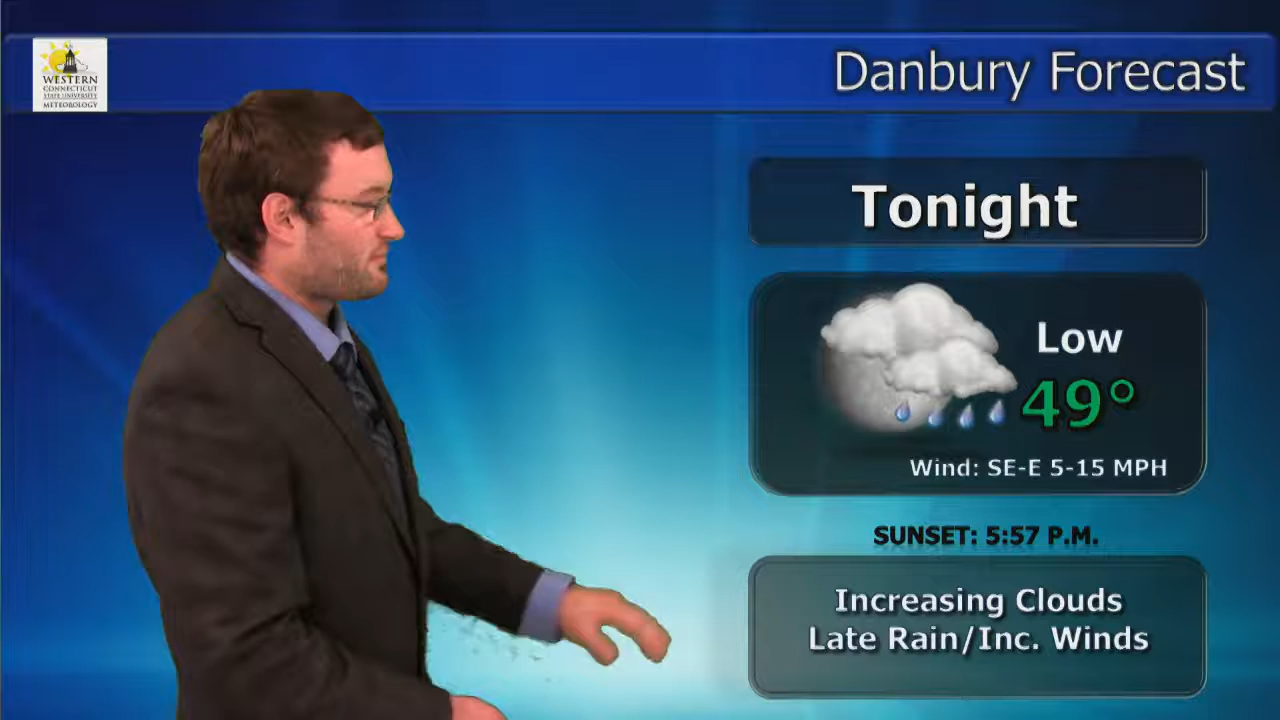 WESTERN
CONNECTICUT
STATE UNIVERSITY
METEOROLOGY
Danbury Forecast
Tonight
Low
49°
Wind: SE-E 5-15 MPH
SUNSET: 5:57 P.M.
Increasing Clouds
Late Rain/Inc. Winds